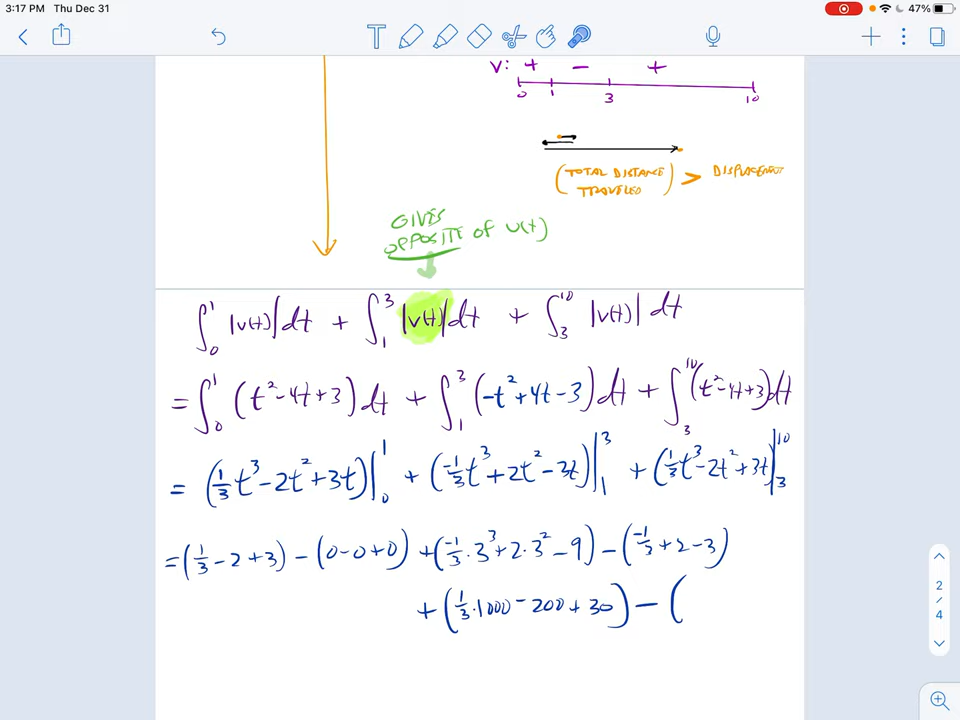 3:17 PM Thu Dec 31 47%
T
V: + − +
0 1 3 10
(TOTAL DISTANCE TRAVELED) > DISPLACEMENT
GIVES
OPPOSITE of v(t)
∫₀¹ |v(t)| dt + ∫₁³ |v(t)| dt + ∫₃¹⁰ |v(t)| dt
= ∫₀¹ (t² − 4t + 3) dt + ∫₁³ (−t² + 4t − 3) dt + ∫₃¹⁰ (t² − 4t + 3) dt
= (1/3 t³ − 2t² + 3t)|₀¹ + (−1/3 t³ + 2t² − 3t)|₁³ + (1/3 t³ − 2t² + 3t)|₃¹⁰
= (1/3 − 2 + 3) − (0 − 0 + 0) + (−1/3 · 3³ + 2 · 3² − 9) − (−1/3 + 2 − 3)
+ (1/3 · 1000 − 200 + 30) − (
2 / 4